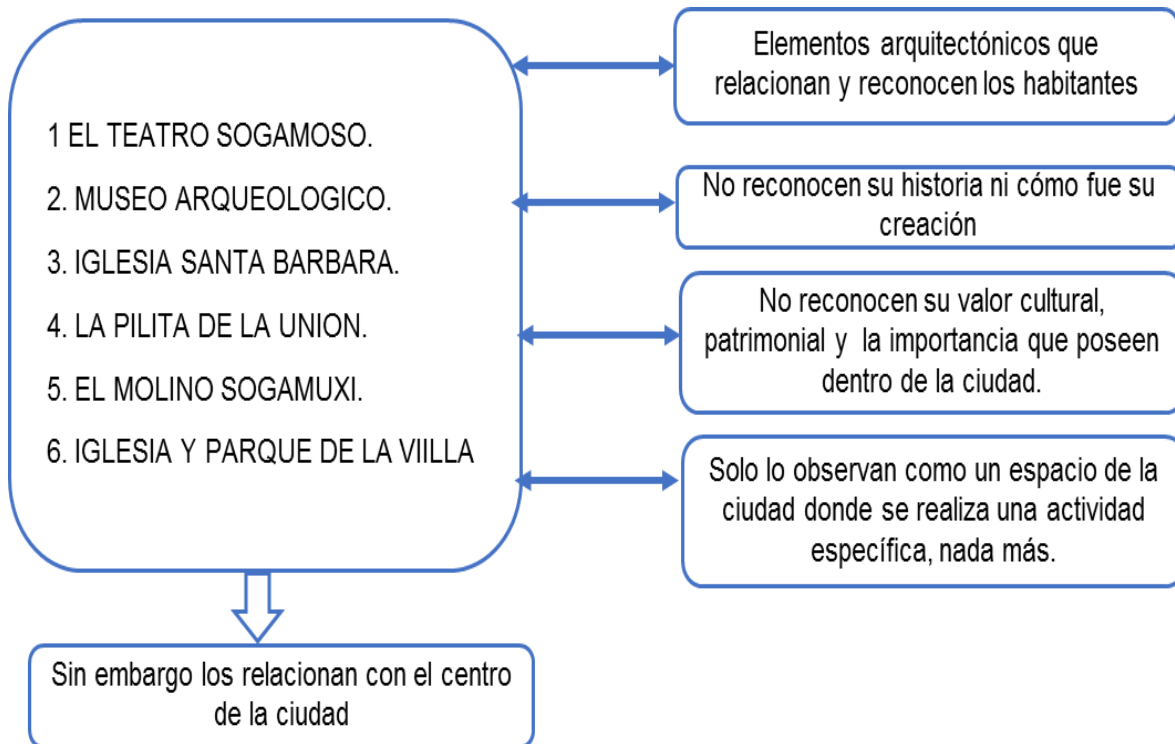 1 EL TEATRO SOGAMOSO.
2. MUSEO ARQUEOLOGICO.
3. IGLESIA SANTA BARBARA.
4. LA PILITA DE LA UNION.
5. EL MOLINO SOGAMUXI.
6. IGLESIA Y PARQUE DE LA VIILLA
Elementos arquitectónicos que
relacionan y reconocen los habitantes
No reconocen su historia ni cómo fue su
creación
No reconocen su valor cultural,
patrimonial y la importancia que poseen
dentro de la ciudad.
Solo lo observan como un espacio de la
ciudad donde se realiza una actividad
específica, nada más.
Sin embargo los relacionan con el centro
de la ciudad